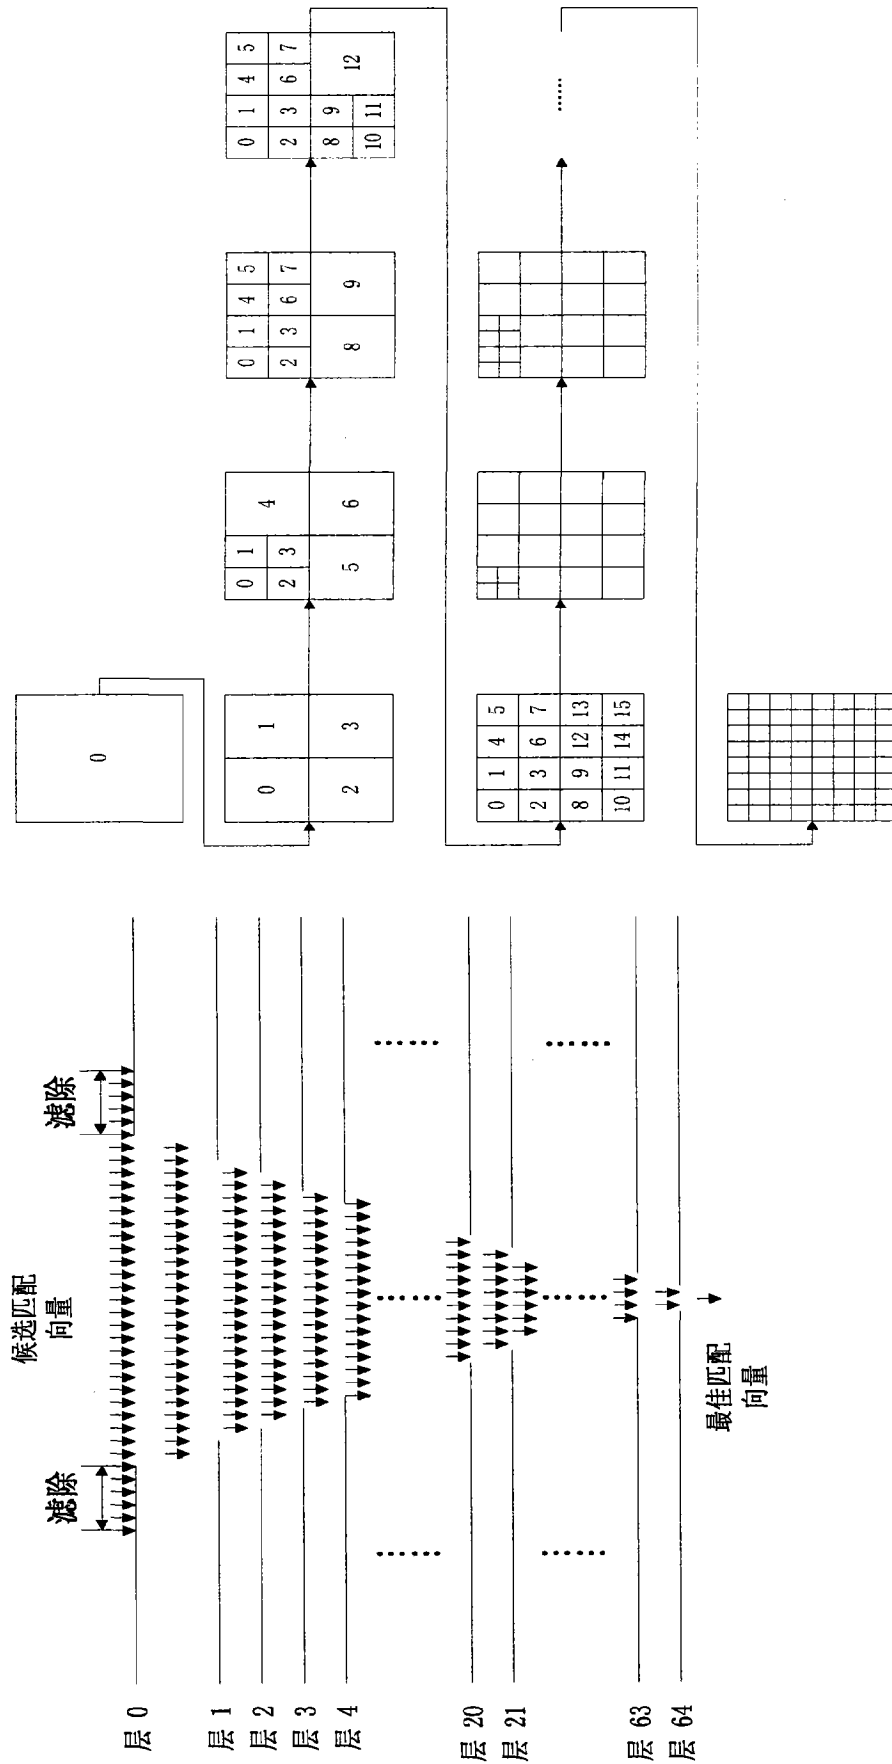 候选匹配
向量
滤除
滤除
层 0
层 1
层 2
层 3
层 4
层 20
层 21
层 63
层 64
最佳匹配
向量
0
0 1
2 3
0 1
2 3
4
5 6
0 1 4 5
2 3 6 7
8 9
0 1 4 5
2 3 6 7
8 9
10 11
12
0 1 4 5
2 3 6 7
8 9 12 13
10 11 14 15